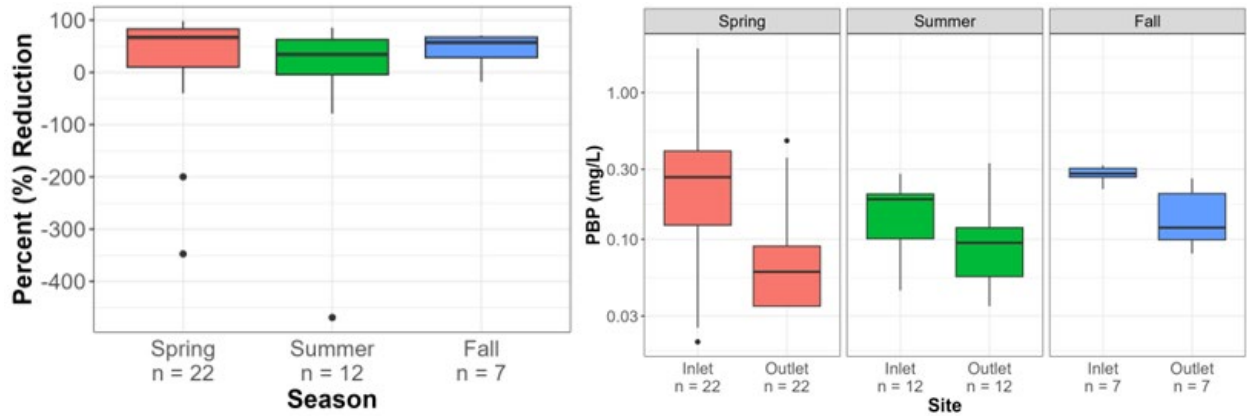 Percent (%) Reduction
100
0
-100
-200
-300
-400
Spring
n = 22
Summer
n = 12
Fall
n = 7
Season
PBP (mg/L)
1.00
0.30
0.10
0.03
Spring
Summer
Fall
Inlet
n = 22
Outlet
n = 22
Inlet
n = 12
Outlet
n = 12
Inlet
n = 7
Outlet
n = 7
Site